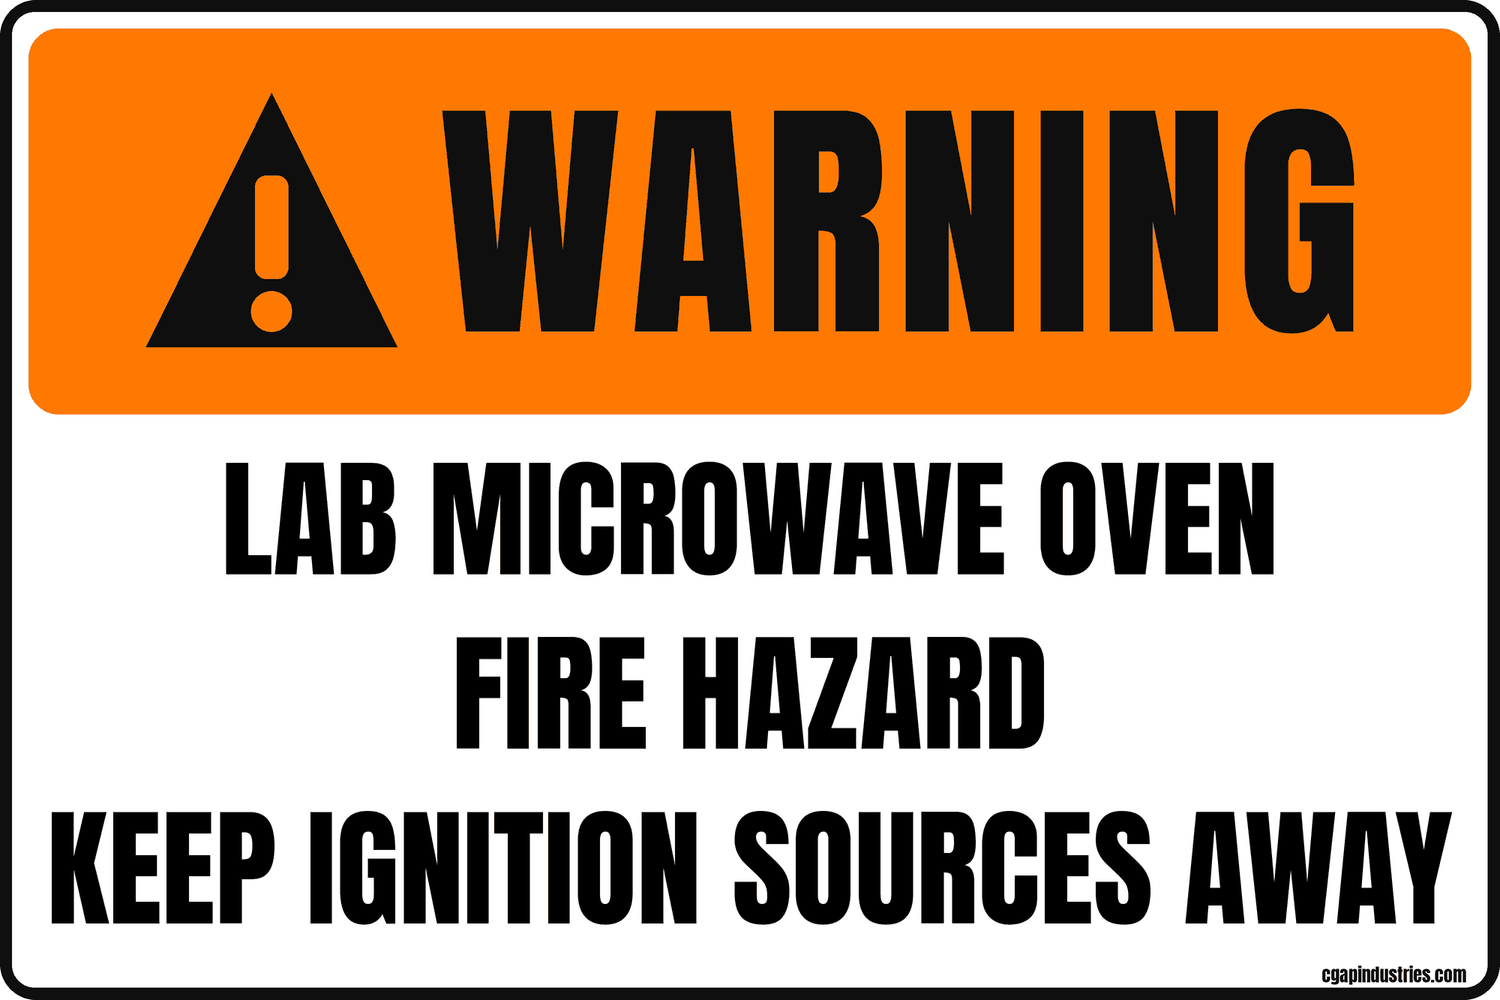 WARNING
LAB MICROWAVE OVEN
FIRE HAZARD
KEEP IGNITION SOURCES AWAY
cgapindustries.com